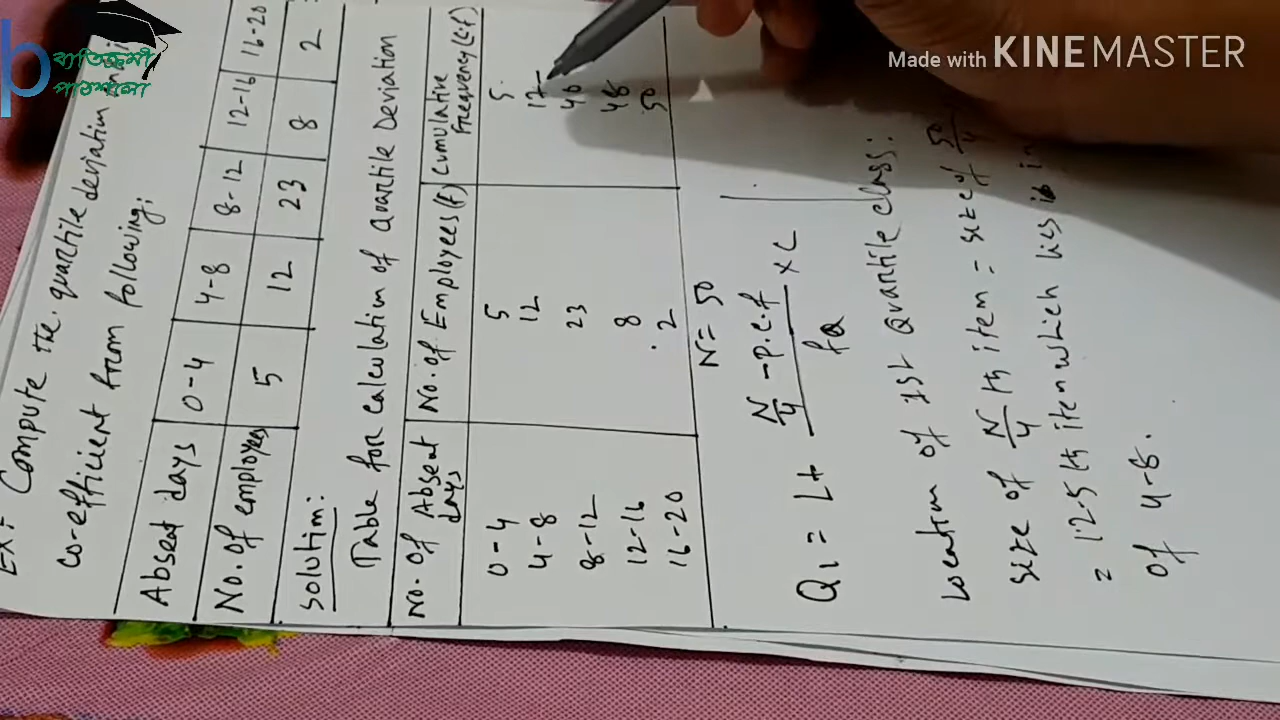 Made with KINEMASTER
ব্যতিক্রমী
পাঠশালা
Ex: Compute the quartile deviation
co-efficient from following:
Absent days 0-4 4-8 8-12 12-16 16-20
No. of employees 5 12 23 8 2
Solution:
Table for calculation of Quartile Deviation
No. of Absent days No. of Employees (f) Cumulative Frequency (c.f)
0-4 5 5
4-8 12 17
8-12 23 40
12-16 8 48
16-20 2 50
N= 50
Q1 = L+ N/4 - P.c.f / fQ × C
Location of 1st Quartile class:
Size of N/4 th item = size of 50/4
= 12.5 th item which lies in
of 4-8.